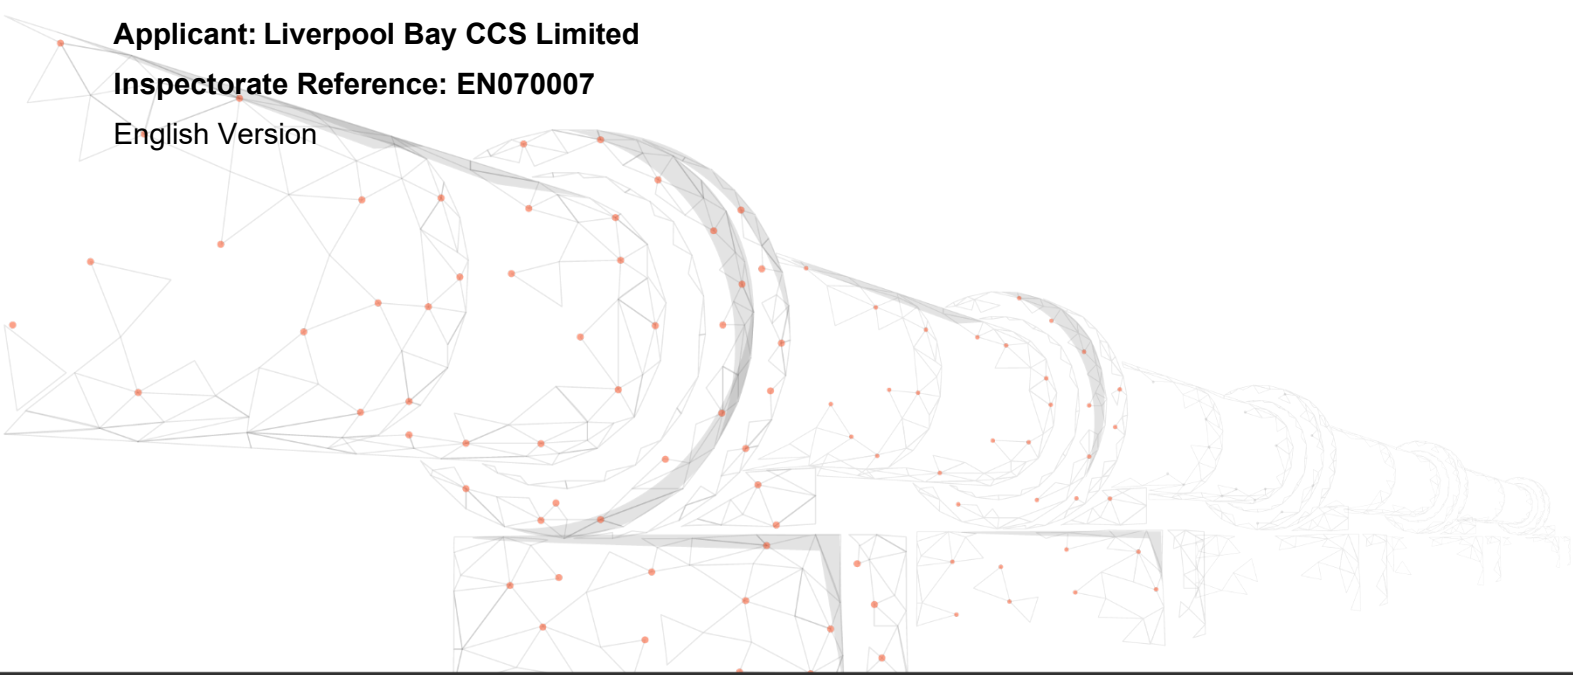 Applicant: Liverpool Bay CCS Limited
Inspectorate Reference: EN070007
English Version